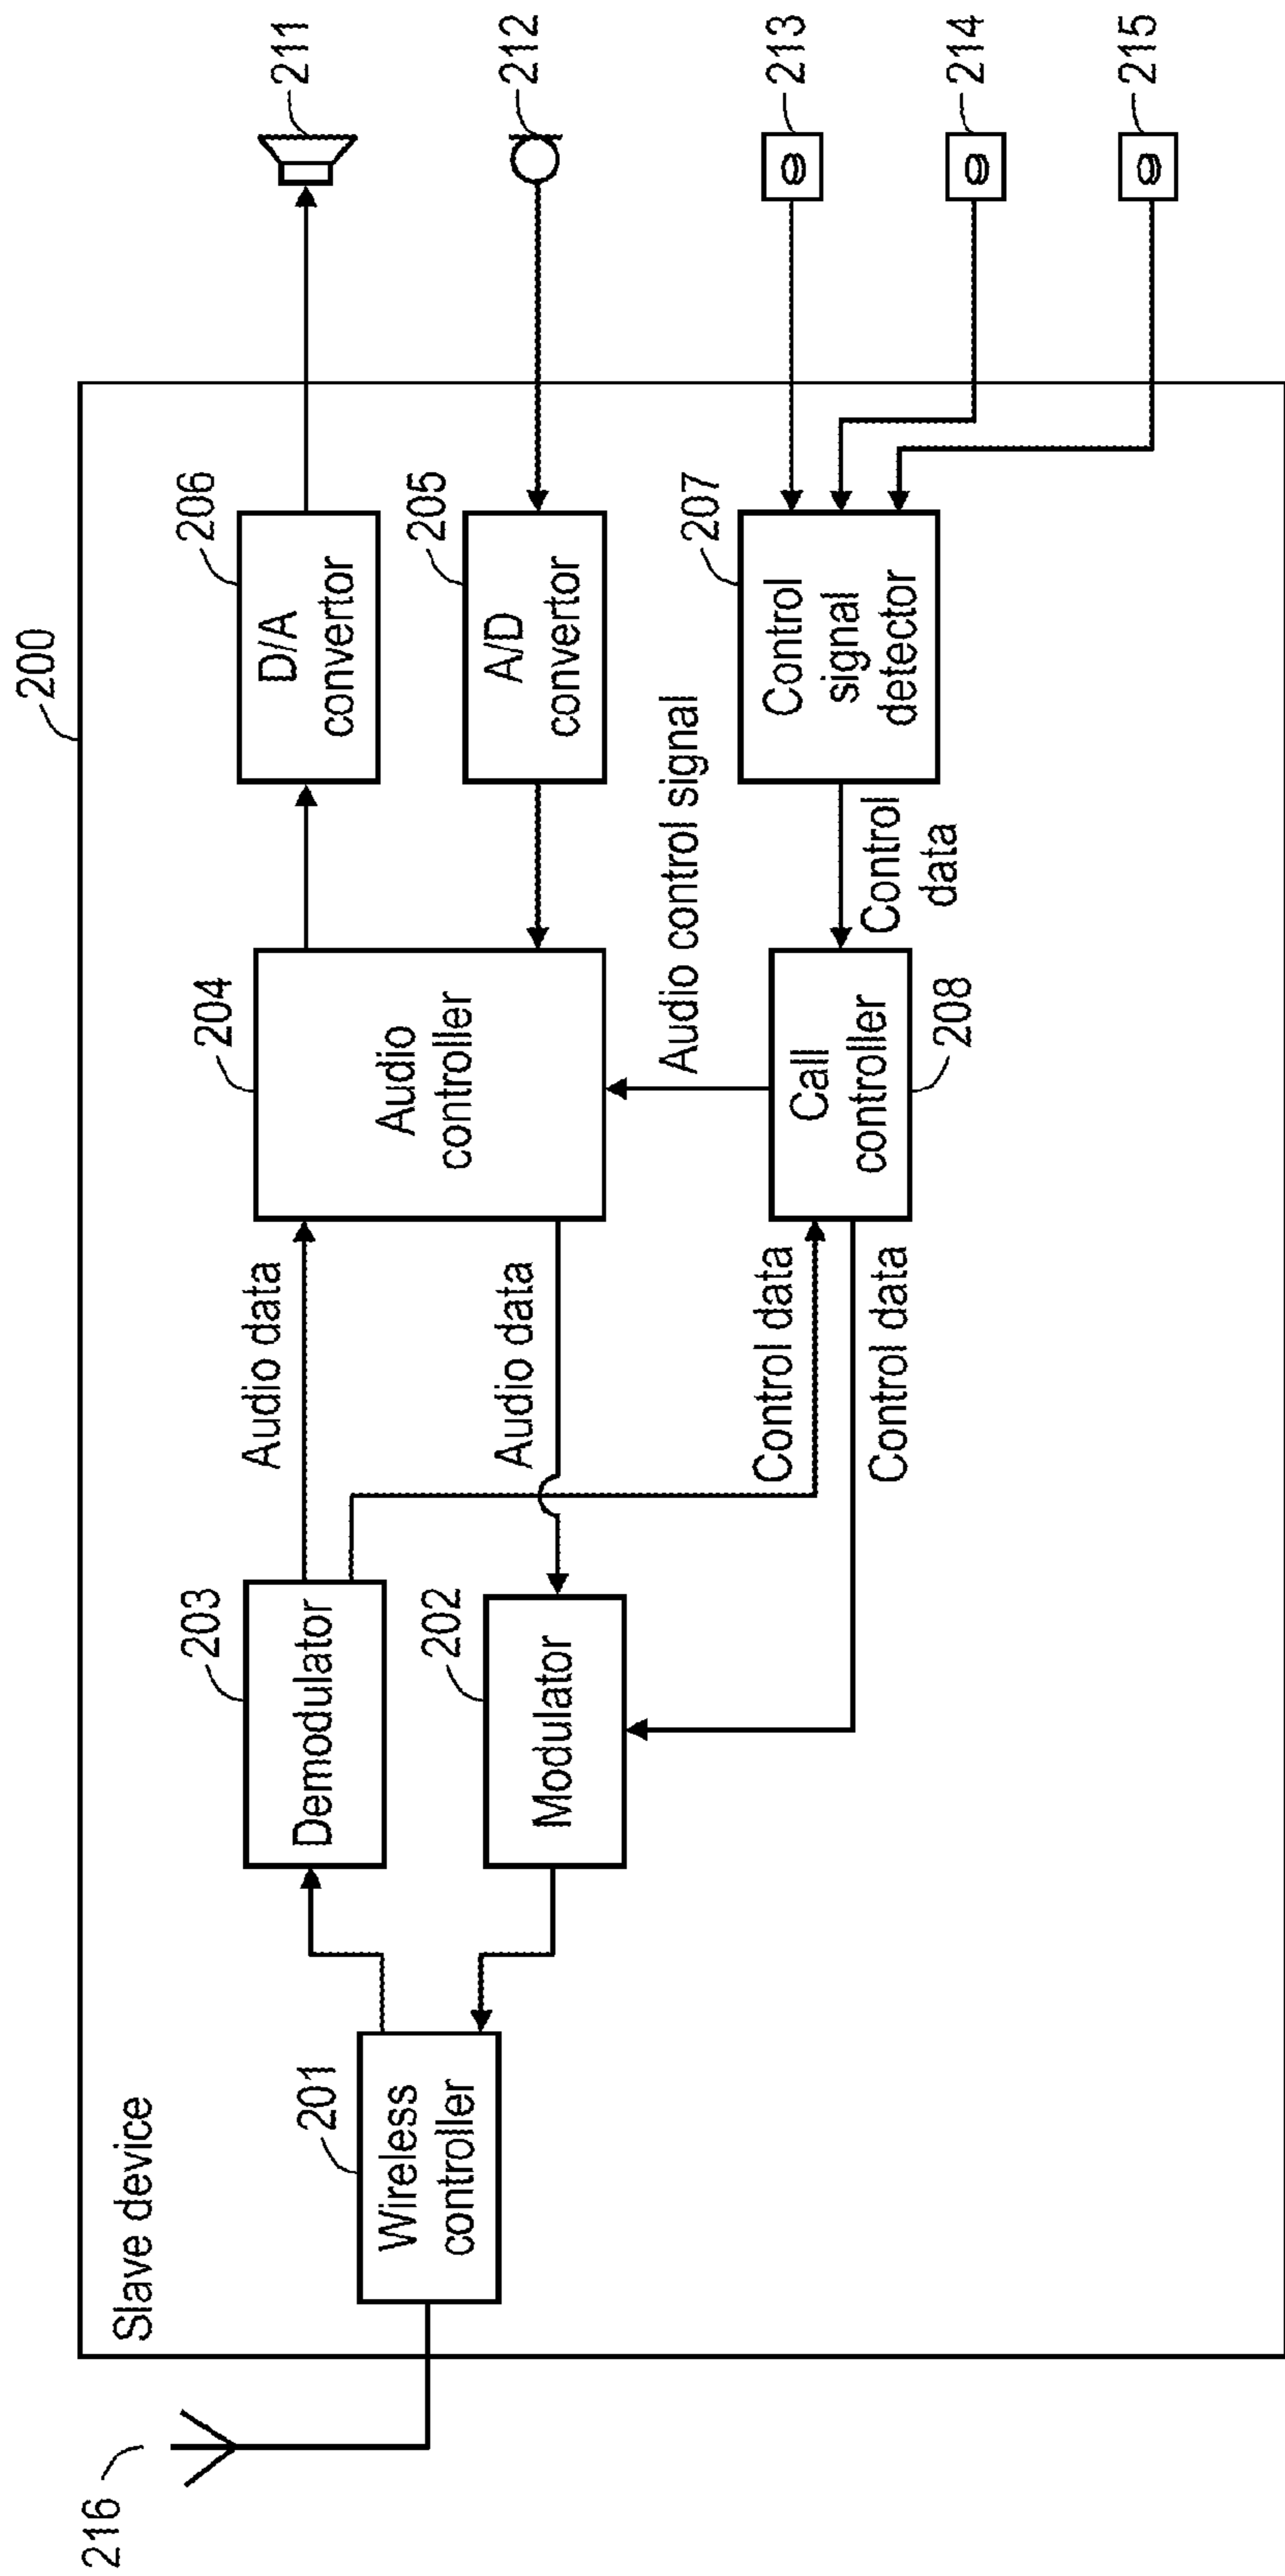 200
Slave device
216
201
Wireless
controller
203
Demodulator
202
Modulator
Audio data
Audio data
Control data
Control data
204
Audio
controller
Audio control signal
Call
controller
208
206
D/A
convertor
205
A/D
convertor
207
Control
signal
detector
Control
data
211
212
213
214
215